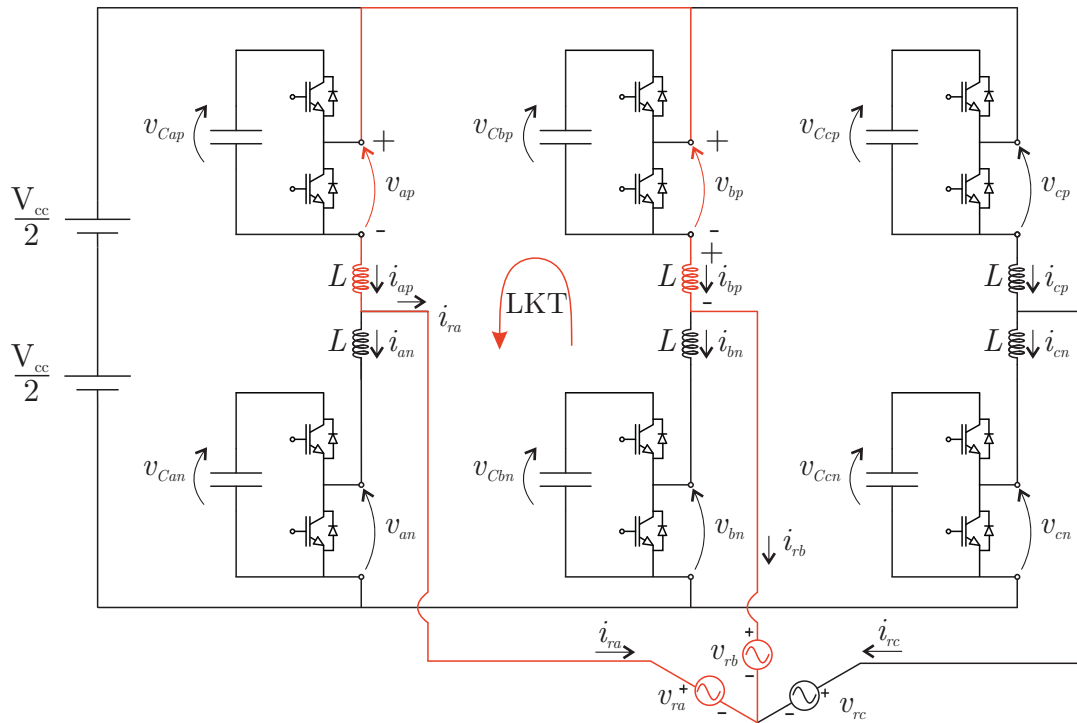 v_Cap
+
v_ap
-
v_Cbp
+
v_bp
-
v_Ccp
v_cp
V_cc
2
L
i_ap
i_ra
LKT
+
L
i_bp
-
L
i_cp
V_cc
2
L
i_an
L
i_bn
L
i_cn
v_Can
v_an
v_Cbn
v_bn
v_Ccn
v_cn
i_rb
i_ra
+
v_rb
-
i_rc
v_ra
+
-
-
+
v_rc